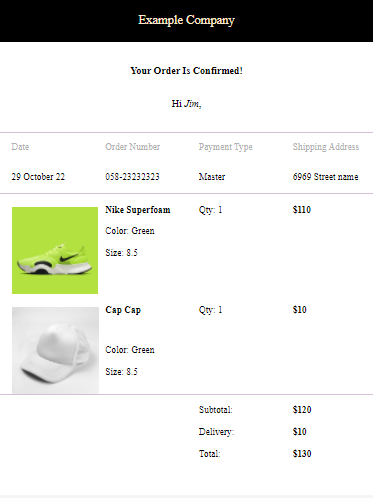 Example Company
Your Order Is Confirmed!
Hi Jim,
Date Order Number Payment Type Shipping Address
29 October 22 058-23232323 Master 6969 Street name
Nike Superfoam Qty: 1 $110
Color: Green
Size: 8.5
Cap Cap Qty: 1 $10
Color: Green
Size: 8.5
Subtotal: $120
Delivery: $10
Total: $130